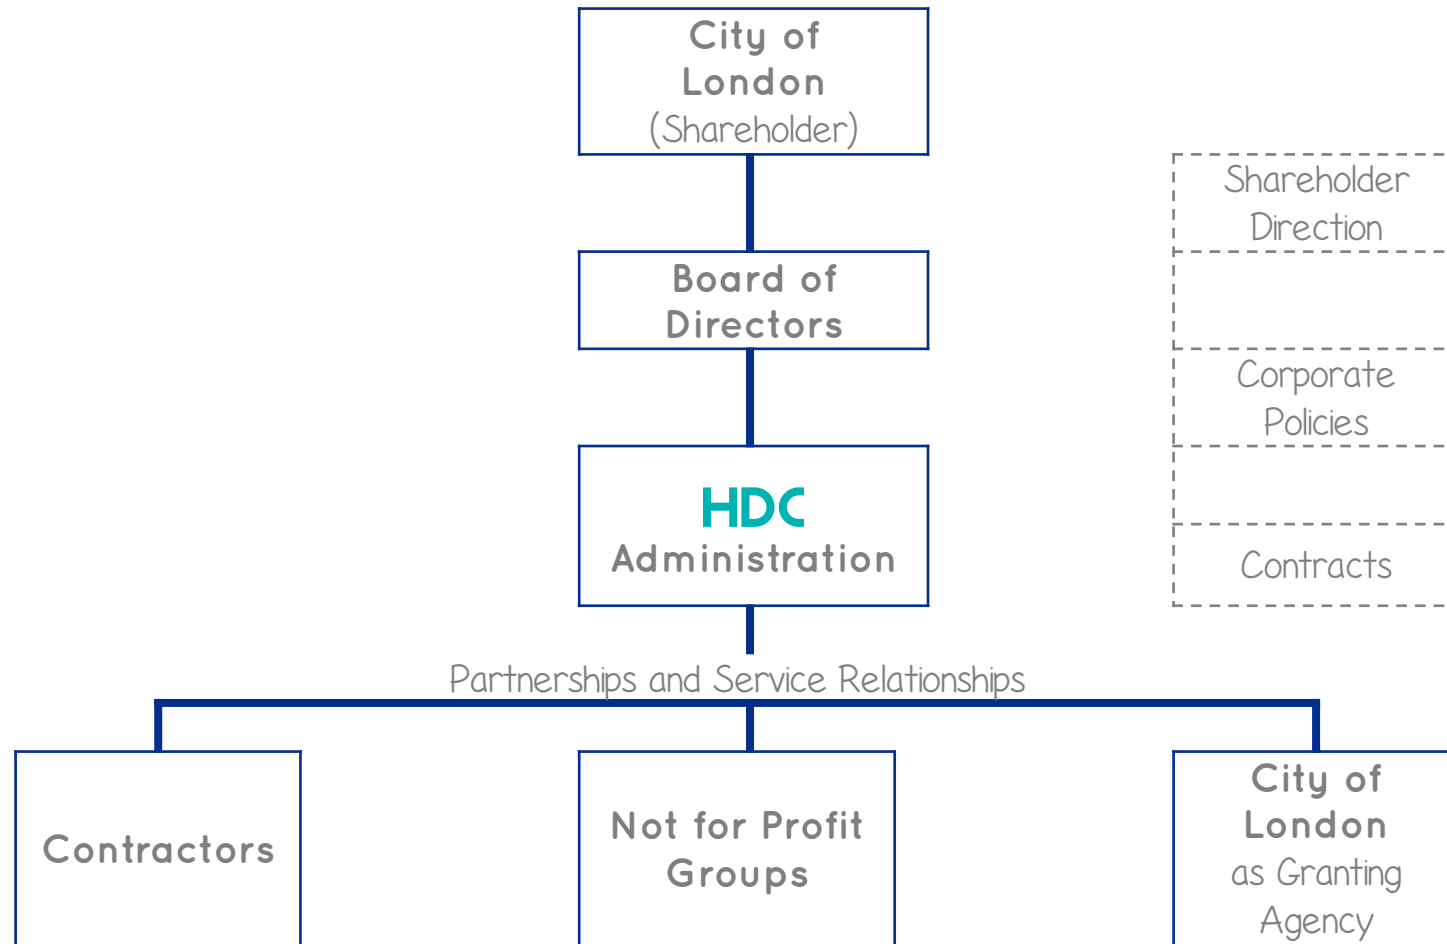 City of
London
(Shareholder)
Shareholder
Direction
Board of
Directors
Corporate
Policies
HDC
Administration
Contracts
Partnerships and Service Relationships
Contractors
Not for Profit
Groups
City of
London
as Granting
Agency